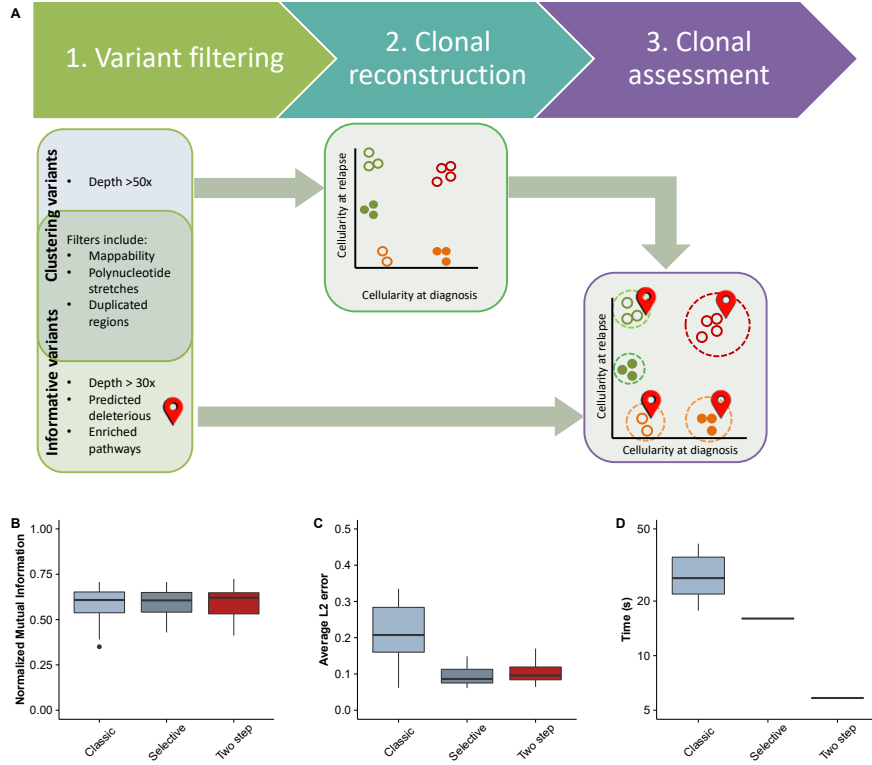 A
1. Variant filtering
2. Clonal
reconstruction
3. Clonal
assessment
Clustering variants
• Depth >50x
Filters include:
• Mappability
• Polynucleotide
stretches
• Duplicated
regions
Informative variants
• Depth > 30x
• Predicted
deleterious
• Enriched
pathways
Cellularity at relapse
Cellularity at diagnosis
Cellularity at relapse
Cellularity at diagnosis
B
Normalized Mutual Information
1.00
0.75
0.50
0.25
0.00
Classic
Selective
Two step
C
Average L2 error
0.5
0.4
0.3
0.2
0.1
0.0
Classic
Selective
Two step
D
Time (s)
50
20
10
5
Classic
Selective
Two step